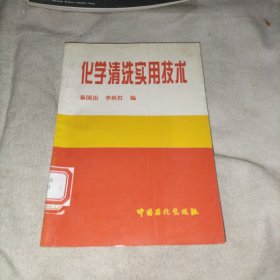 化学清洗实用技术
秦国治 李欣红 编
中国石化出版社